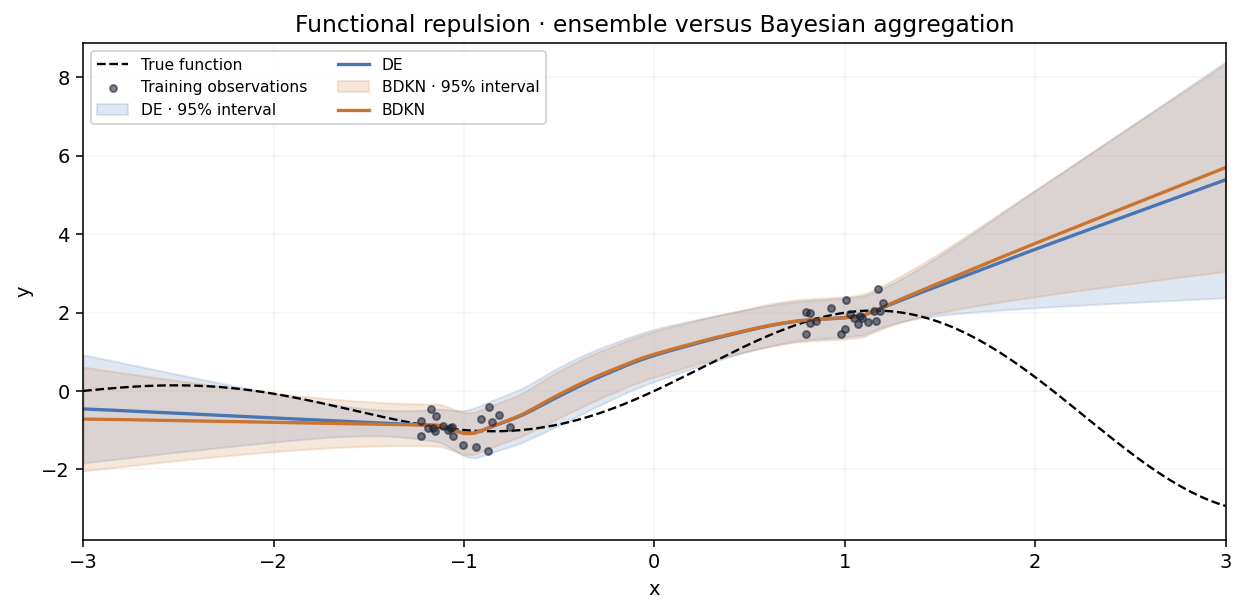 Functional repulsion · ensemble versus Bayesian aggregation
True function
Training observations
DE · 95% interval
DE
BDKN · 95% interval
BDKN
y
8
6
4
2
0
−2
−3
−2
−1
0
1
2
3
x